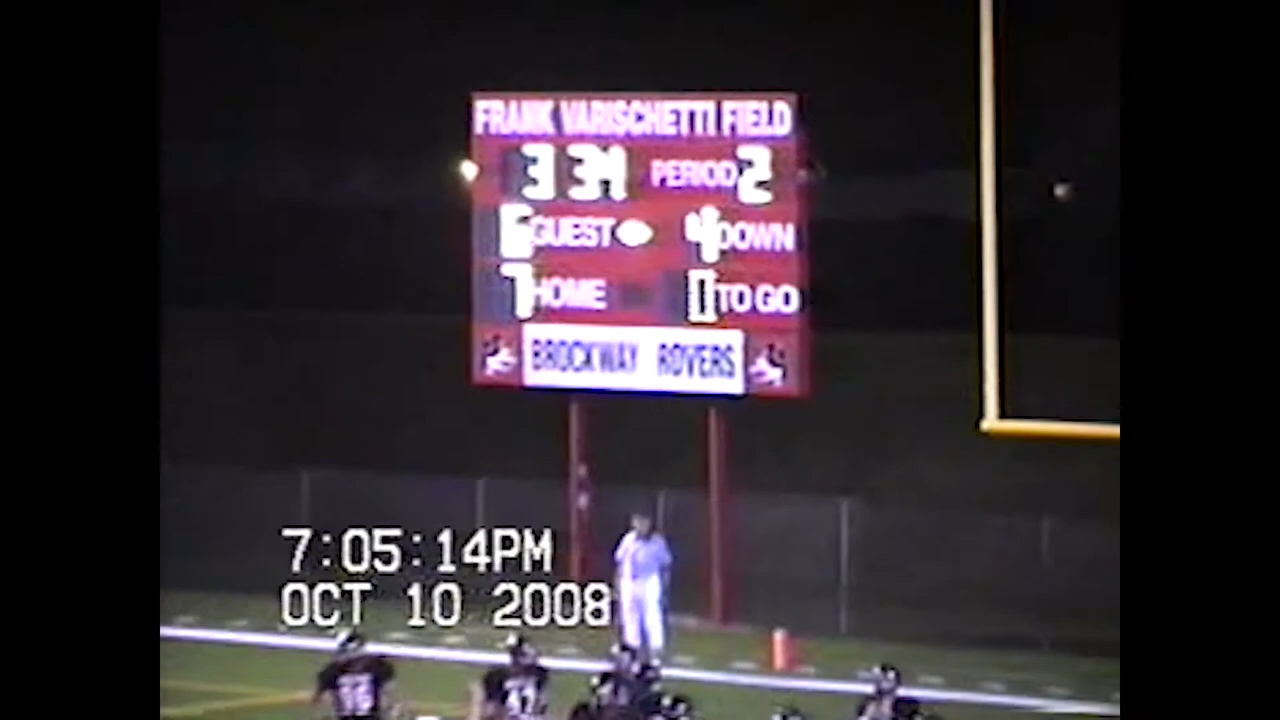 FRANK VARISCHETTI FIELD
3 34 PERIOD 2
6 GUEST 4 DOWN
7 HOME 11 TO GO
BROCKWAY ROVERS
7:05:14PM
OCT 10 2008